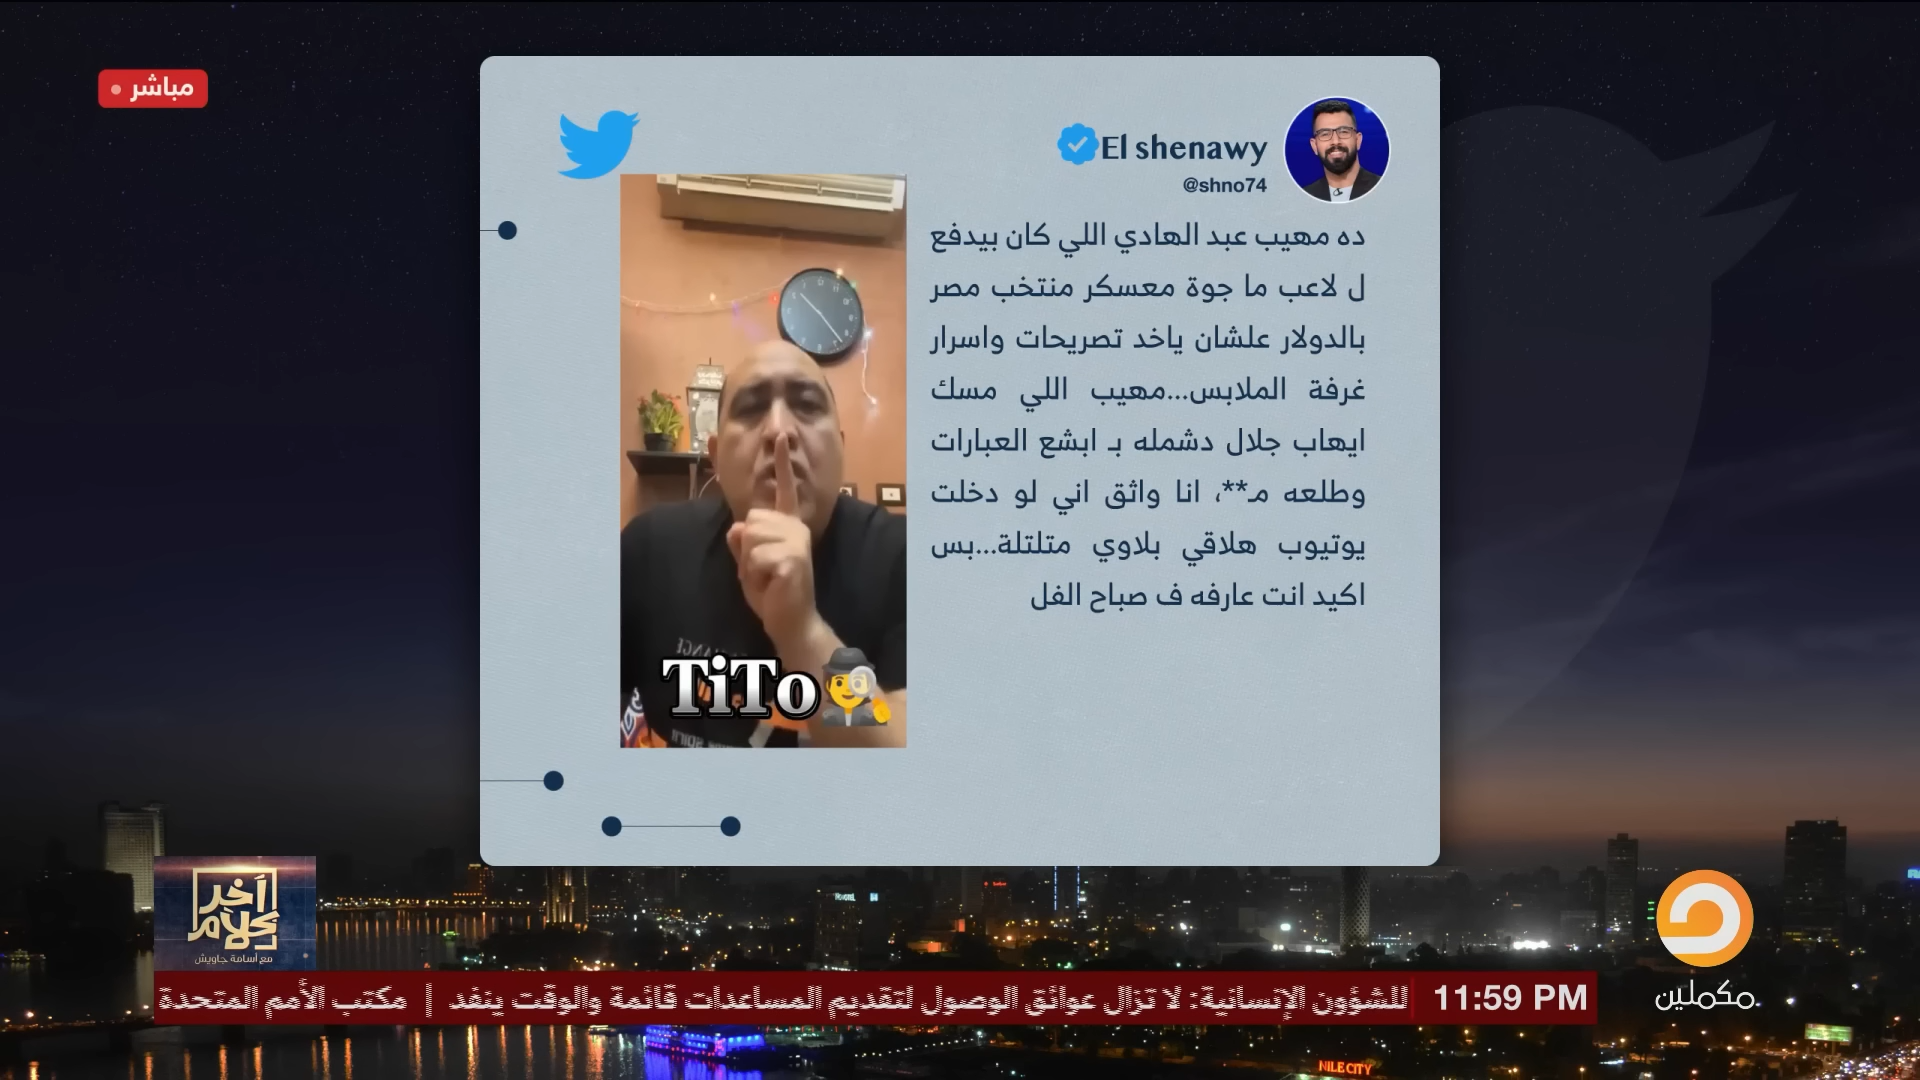 مباشر
El shenawy
@shno74
ده مهيب عبد الهادي اللي كان بيدفع
ل لاعب ما جوة معسكر منتخب مصر
بالدولار علشان ياخد تصريحات واسرار
غرفة الملابس...مهيب اللي مسك
ايهاب جلال دشمله بـ ابشع العبارات
وطلعه مـ**، انا واثق اني لو دخلت
يوتيوب هلاقي بلاوي متلتلة...بس
اكيد انت عارفه ف صباح الفل
TiTo
آخر
كلام
مع أسامة جاويش
11:59 PM
للشؤون الإنسانية: لا تزال عوائق الوصول لتقديم المساعدات قائمة والوقت ينفد | مكتب الأمم المتحدة
مكملين
NILE CITY